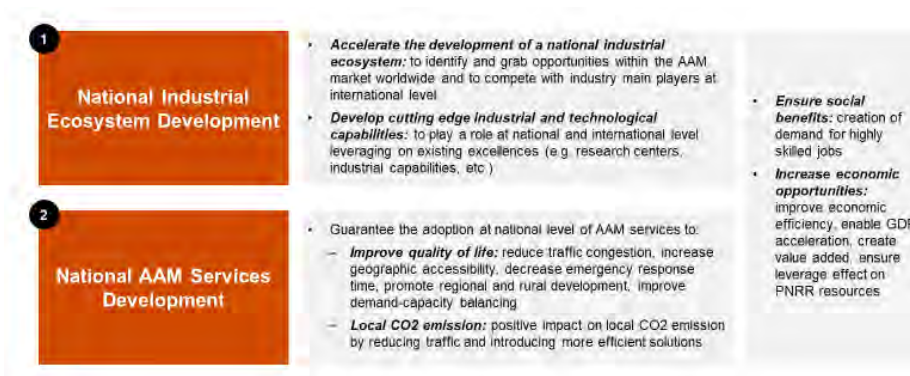 1
National Industrial
Ecosystem Development
• Accelerate the development of a national industrial
ecosystem: to identify and grab opportunities within the AAM
market worldwide and to compete with industry main players at
international level
• Develop cutting edge industrial and technological
capabilities: to play a role at national and international level
leveraging on existing excellences (e.g. research centers,
industrial capabilities, etc.)
2
National AAM Services
Development
• Guarantee the adoption at national level of AAM services to:
– Improve quality of life: reduce traffic congestion, increase
geographic accessibility, decrease emergency response
time, promote regional and rural development, improve
demand-capacity balancing
– Local CO2 emission: positive impact on local CO2 emission
by reducing traffic and introducing more efficient solutions
• Ensure social
benefits: creation of
demand for highly
skilled jobs
• Increase economic
opportunities:
improve economic
efficiency, enable GDP
acceleration, create
value added, ensure
leverage effect on
PNRR resources